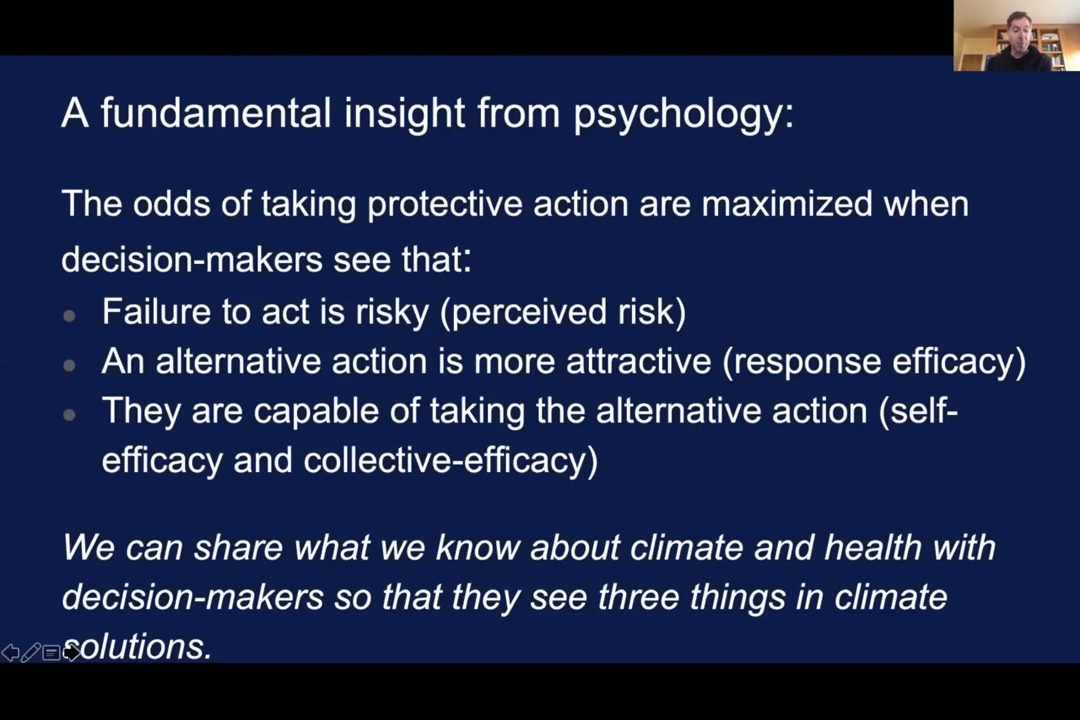 A fundamental insight from psychology:
The odds of taking protective action are maximized when
decision-makers see that:
Failure to act is risky (perceived risk)
An alternative action is more attractive (response efficacy)
They are capable of taking the alternative action (self-
efficacy and collective-efficacy)
We can share what we know about climate and health with
decision-makers so that they see three things in climate
solutions.